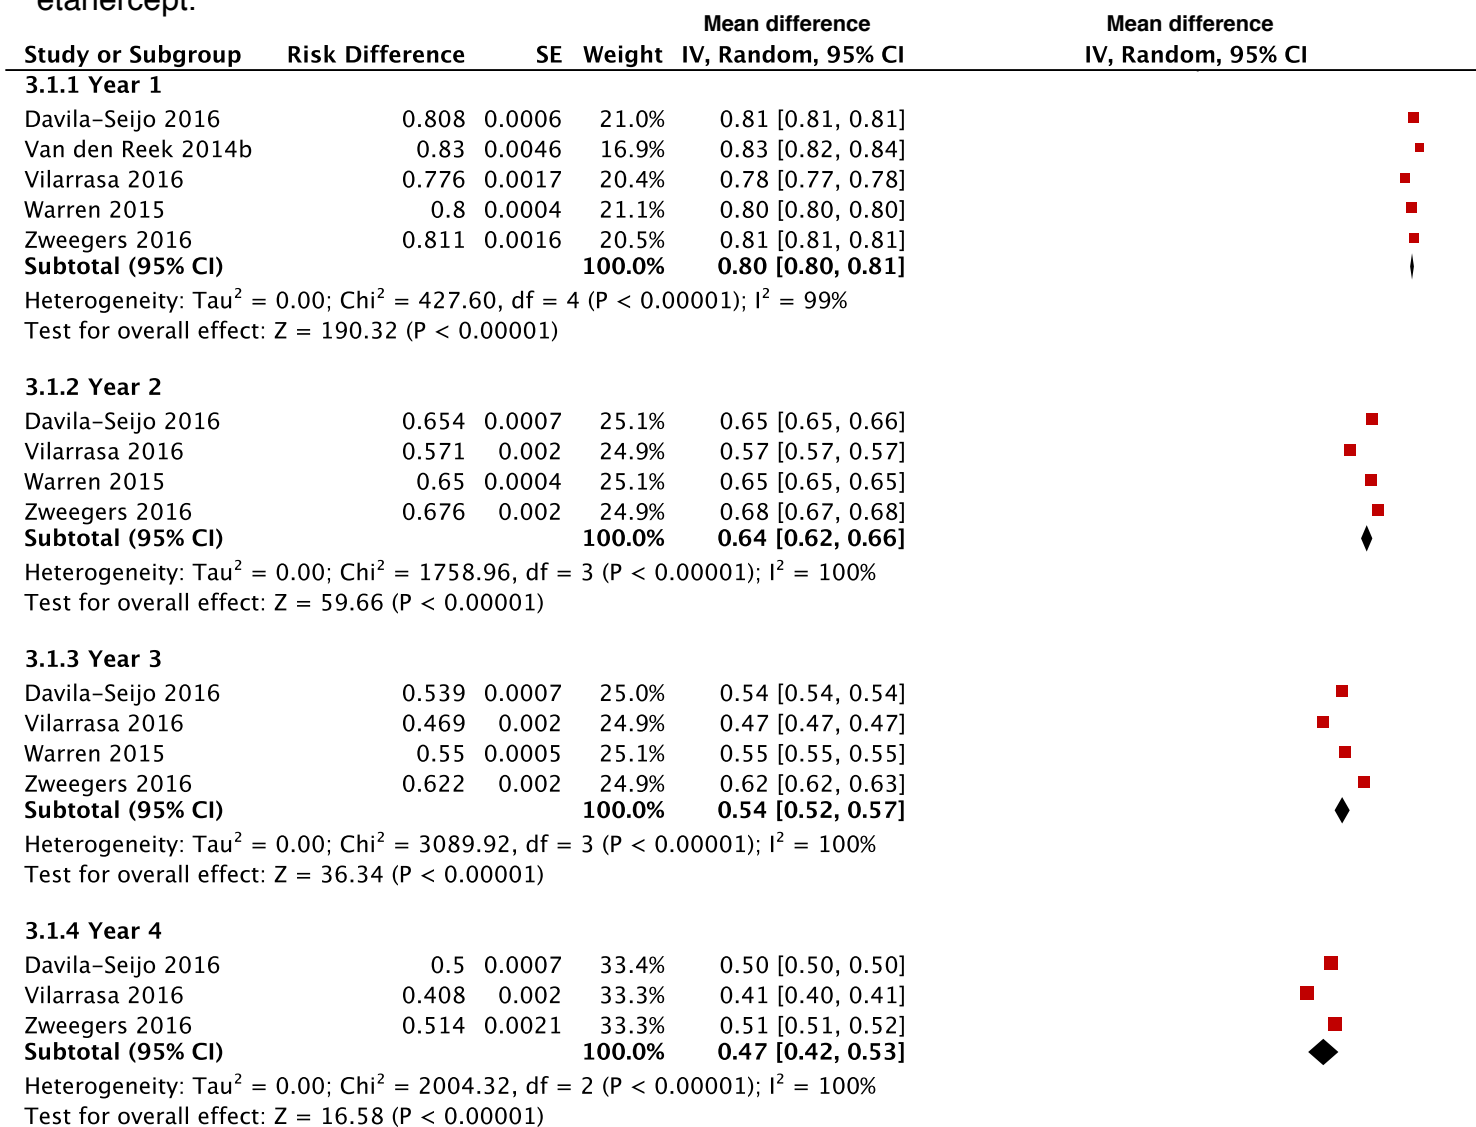 etanercept.
Mean difference Mean difference
Study or Subgroup Risk Difference SE Weight IV, Random, 95% CI IV, Random, 95% CI
3.1.1 Year 1
Davila-Seijo 2016 0.808 0.0006 21.0% 0.81 [0.81, 0.81]
Van den Reek 2014b 0.83 0.0046 16.9% 0.83 [0.82, 0.84]
Vilarrasa 2016 0.776 0.0017 20.4% 0.78 [0.77, 0.78]
Warren 2015 0.8 0.0004 21.1% 0.80 [0.80, 0.80]
Zweegers 2016 0.811 0.0016 20.5% 0.81 [0.81, 0.81]
Subtotal (95% CI) 100.0% 0.80 [0.80, 0.81]
Heterogeneity: Tau² = 0.00; Chi² = 427.60, df = 4 (P < 0.00001); I² = 99%
Test for overall effect: Z = 190.32 (P < 0.00001)
3.1.2 Year 2
Davila-Seijo 2016 0.654 0.0007 25.1% 0.65 [0.65, 0.66]
Vilarrasa 2016 0.571 0.002 24.9% 0.57 [0.57, 0.57]
Warren 2015 0.65 0.0004 25.1% 0.65 [0.65, 0.65]
Zweegers 2016 0.676 0.002 24.9% 0.68 [0.67, 0.68]
Subtotal (95% CI) 100.0% 0.64 [0.62, 0.66]
Heterogeneity: Tau² = 0.00; Chi² = 1758.96, df = 3 (P < 0.00001); I² = 100%
Test for overall effect: Z = 59.66 (P < 0.00001)
3.1.3 Year 3
Davila-Seijo 2016 0.539 0.0007 25.0% 0.54 [0.54, 0.54]
Vilarrasa 2016 0.469 0.002 24.9% 0.47 [0.47, 0.47]
Warren 2015 0.55 0.0005 25.1% 0.55 [0.55, 0.55]
Zweegers 2016 0.622 0.002 24.9% 0.62 [0.62, 0.63]
Subtotal (95% CI) 100.0% 0.54 [0.52, 0.57]
Heterogeneity: Tau² = 0.00; Chi² = 3089.92, df = 3 (P < 0.00001); I² = 100%
Test for overall effect: Z = 36.34 (P < 0.00001)
3.1.4 Year 4
Davila-Seijo 2016 0.5 0.0007 33.4% 0.50 [0.50, 0.50]
Vilarrasa 2016 0.408 0.002 33.3% 0.41 [0.40, 0.41]
Zweegers 2016 0.514 0.0021 33.3% 0.51 [0.51, 0.52]
Subtotal (95% CI) 100.0% 0.47 [0.42, 0.53]
Heterogeneity: Tau² = 0.00; Chi² = 2004.32, df = 2 (P < 0.00001); I² = 100%
Test for overall effect: Z = 16.58 (P < 0.00001)